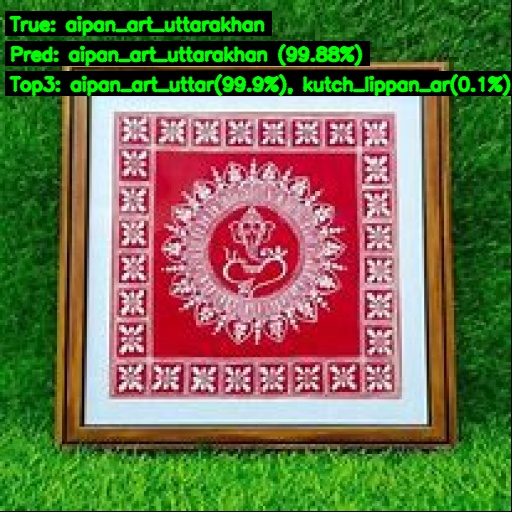 True: aipan_art_uttarakhan
Pred: aipan_art_uttarakhan (99.88%)
Top3: aipan_art_uttar(99.9%), kutch_lippan_ar(0.1%)